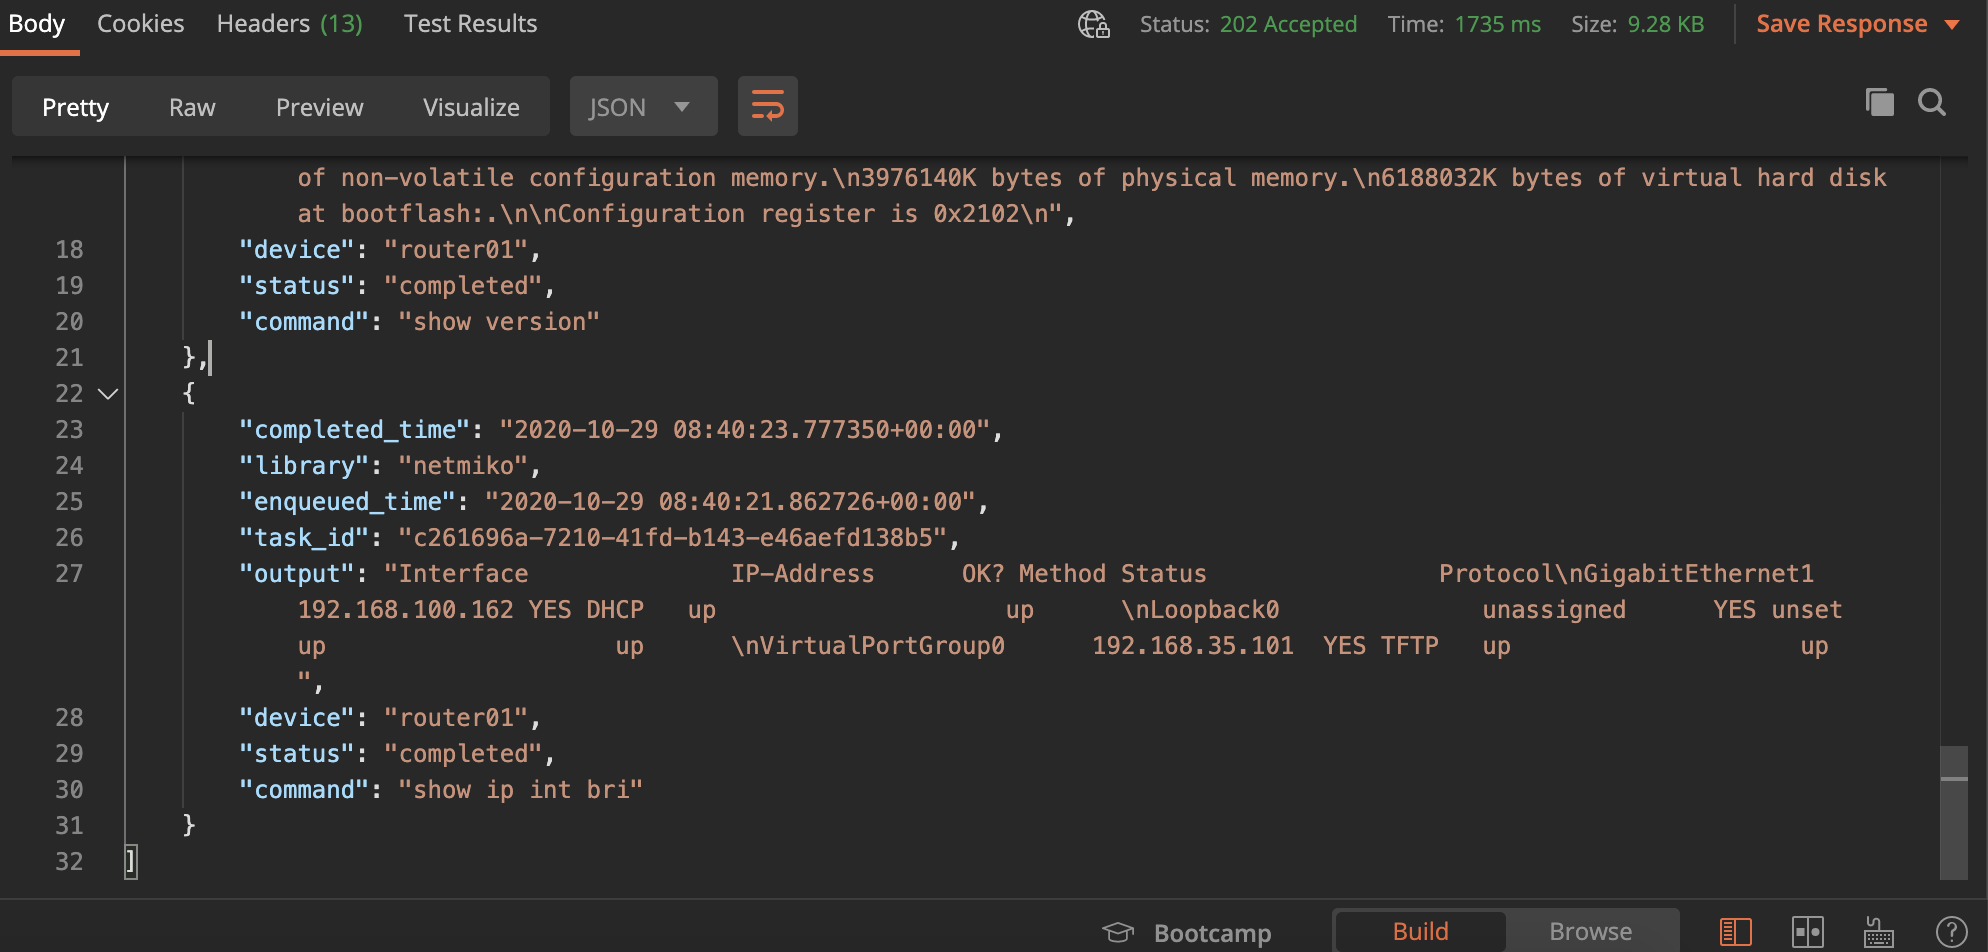 Body Cookies Headers (13) Test Results Status: 202 Accepted Time: 1735 ms Size: 9.28 KB Save Response
Pretty Raw Preview Visualize JSON
of non-volatile configuration memory.\n3976140K bytes of physical memory.\n6188032K bytes of virtual hard disk
at bootflash:.\n\nConfiguration register is 0x2102\n",
18 "device": "router01",
19 "status": "completed",
20 "command": "show version"
21 },
22 {
23 "completed_time": "2020-10-29 08:40:23.777350+00:00",
24 "library": "netmiko",
25 "enqueued_time": "2020-10-29 08:40:21.862726+00:00",
26 "task_id": "c261696a-7210-41fd-b143-e46aefd138b5",
27 "output": "Interface IP-Address OK? Method Status Protocol\nGigabitEthernet1
192.168.100.162 YES DHCP up up \nLoopback0 unassigned YES unset
up up \nVirtualPortGroup0 192.168.35.101 YES TFTP up up
",
28 "device": "router01",
29 "status": "completed",
30 "command": "show ip int bri"
31 }
32 ]
Bootcamp Build Browse ?